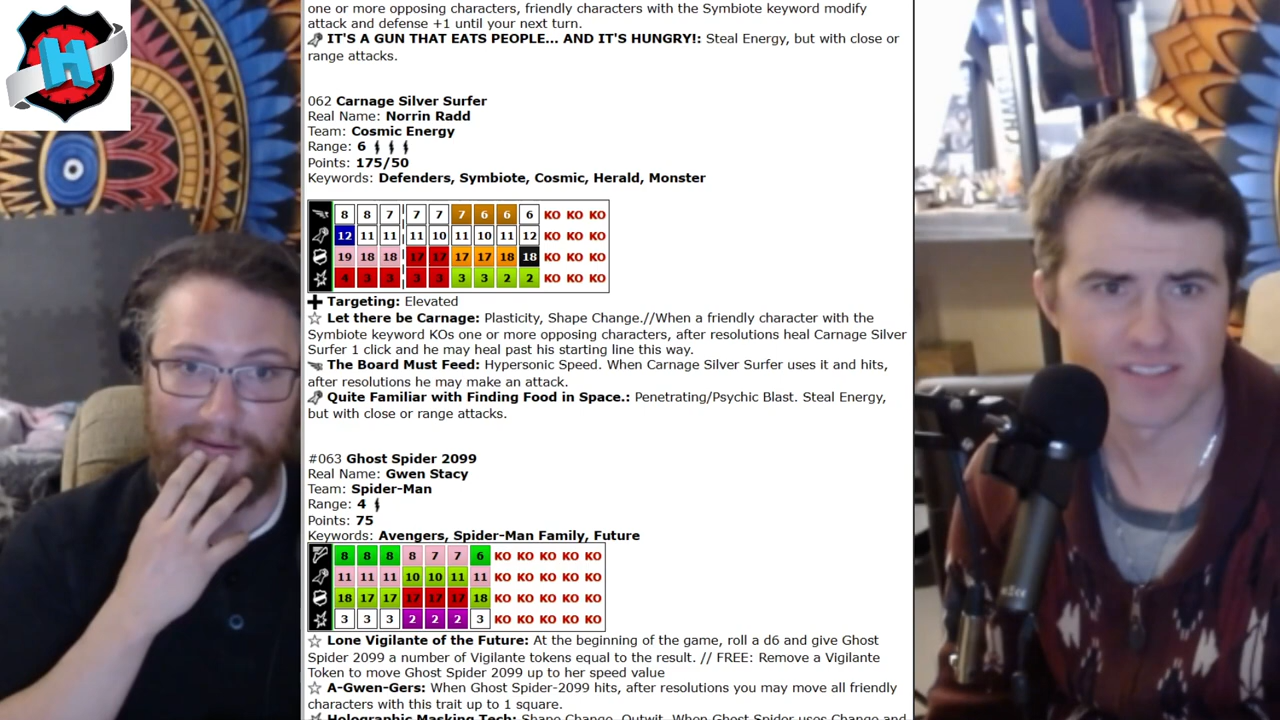 one or more opposing characters, friendly characters with the Symbiote keyword modify
attack and defense +1 until your next turn.
IT'S A GUN THAT EATS PEOPLE... AND IT'S HUNGRY!: Steal Energy, but with close or
range attacks.
H
062 Carnage Silver Surfer
Real Name: Norrin Radd
Team: Cosmic Energy
Range: 6
Points: 175/50
Keywords: Defenders, Symbiote, Cosmic, Herald, Monster
8 8 7 7 7 7 6 6 6 KO KO KO
12 11 11 11 10 11 10 11 12 KO KO KO
19 18 18 17 17 17 17 18 18 KO KO KO
4 3 3 3 3 3 3 2 2 KO KO KO
Targeting: Elevated
Let there be Carnage: Plasticity, Shape Change.//When a friendly character with the
Symbiote keyword KOs one or more opposing characters, after resolutions heal Carnage Silver
Surfer 1 click and he may heal past his starting line this way.
The Board Must Feed: Hypersonic Speed. When Carnage Silver Surfer uses it and hits,
after resolutions he may make an attack.
Quite Familiar with Finding Food in Space.: Penetrating/Psychic Blast. Steal Energy,
but with close or range attacks.
#063 Ghost Spider 2099
Real Name: Gwen Stacy
Team: Spider-Man
Range: 4
Points: 75
Keywords: Avengers, Spider-Man Family, Future
8 8 8 8 7 7 6 KO KO KO KO KO
11 11 11 10 10 11 11 KO KO KO KO KO
18 17 17 17 17 17 18 KO KO KO KO KO
3 3 3 2 2 2 3 KO KO KO KO KO
Lone Vigilante of the Future: At the beginning of the game, roll a d6 and give Ghost
Spider 2099 a number of Vigilante tokens equal to the result. // FREE: Remove a Vigilante
Token to move Ghost Spider 2099 up to her speed value
A-Gwen-Gers: When Ghost Spider-2099 hits, after resolutions you may move all friendly
characters with this trait up to 1 square.
Holographic Masking Tech: Shape Change, Outwit. When Ghost Spider uses Change and